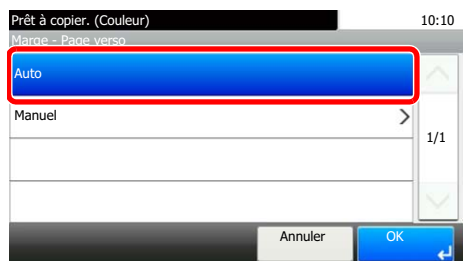 Prêt à copier. (Couleur) 10:10
Marge - Page verso
Auto
Manuel
1/1
Annuler OK